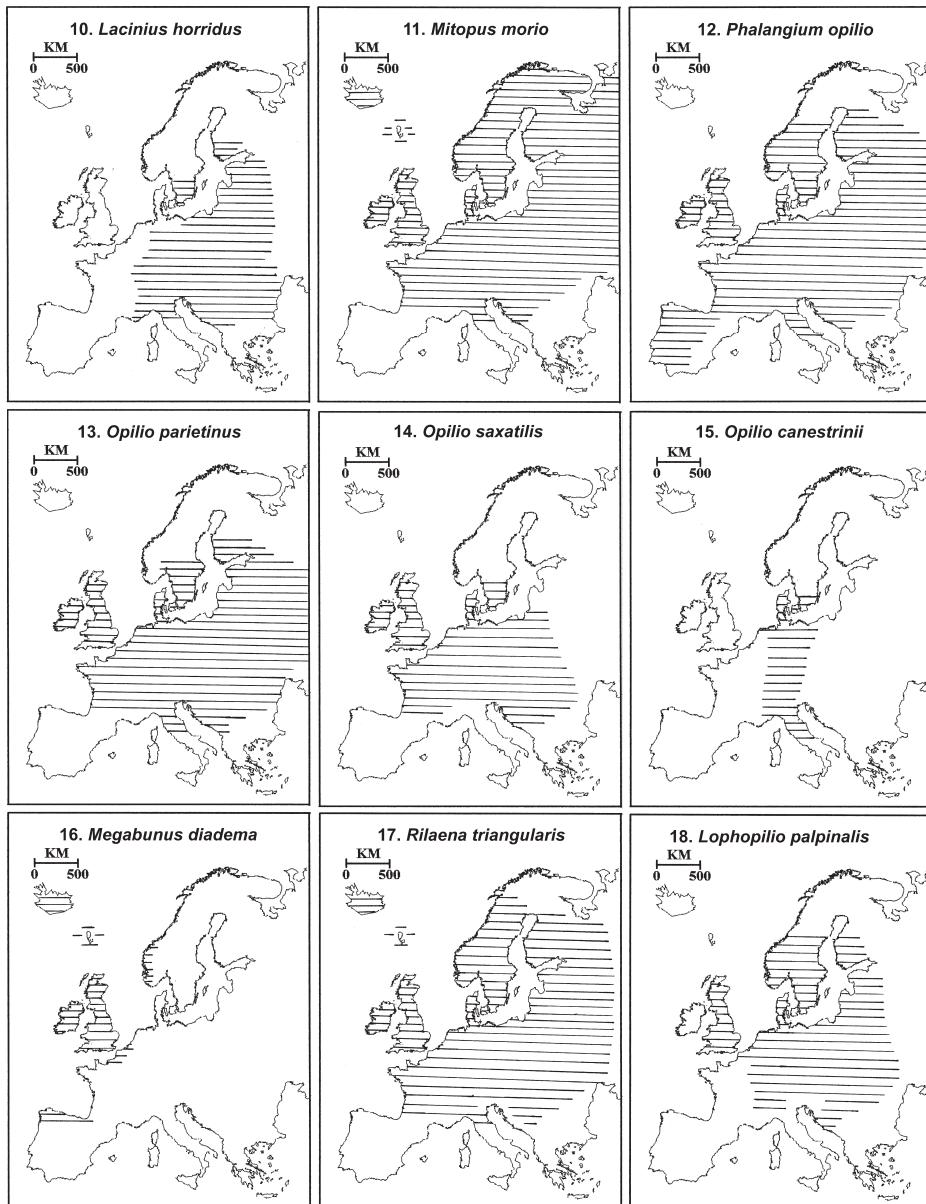 10. Lacinius horridus
KM
0 500
11. Mitopus morio
KM
0 500
12. Phalangium opilio
KM
0 500
13. Opilio parietinus
KM
0 500
14. Opilio saxatilis
KM
0 500
15. Opilio canestrinii
KM
0 500
16. Megabunus diadema
KM
0 500
17. Rilaena triangularis
KM
0 500
18. Lophopilio palpinalis
KM
0 500